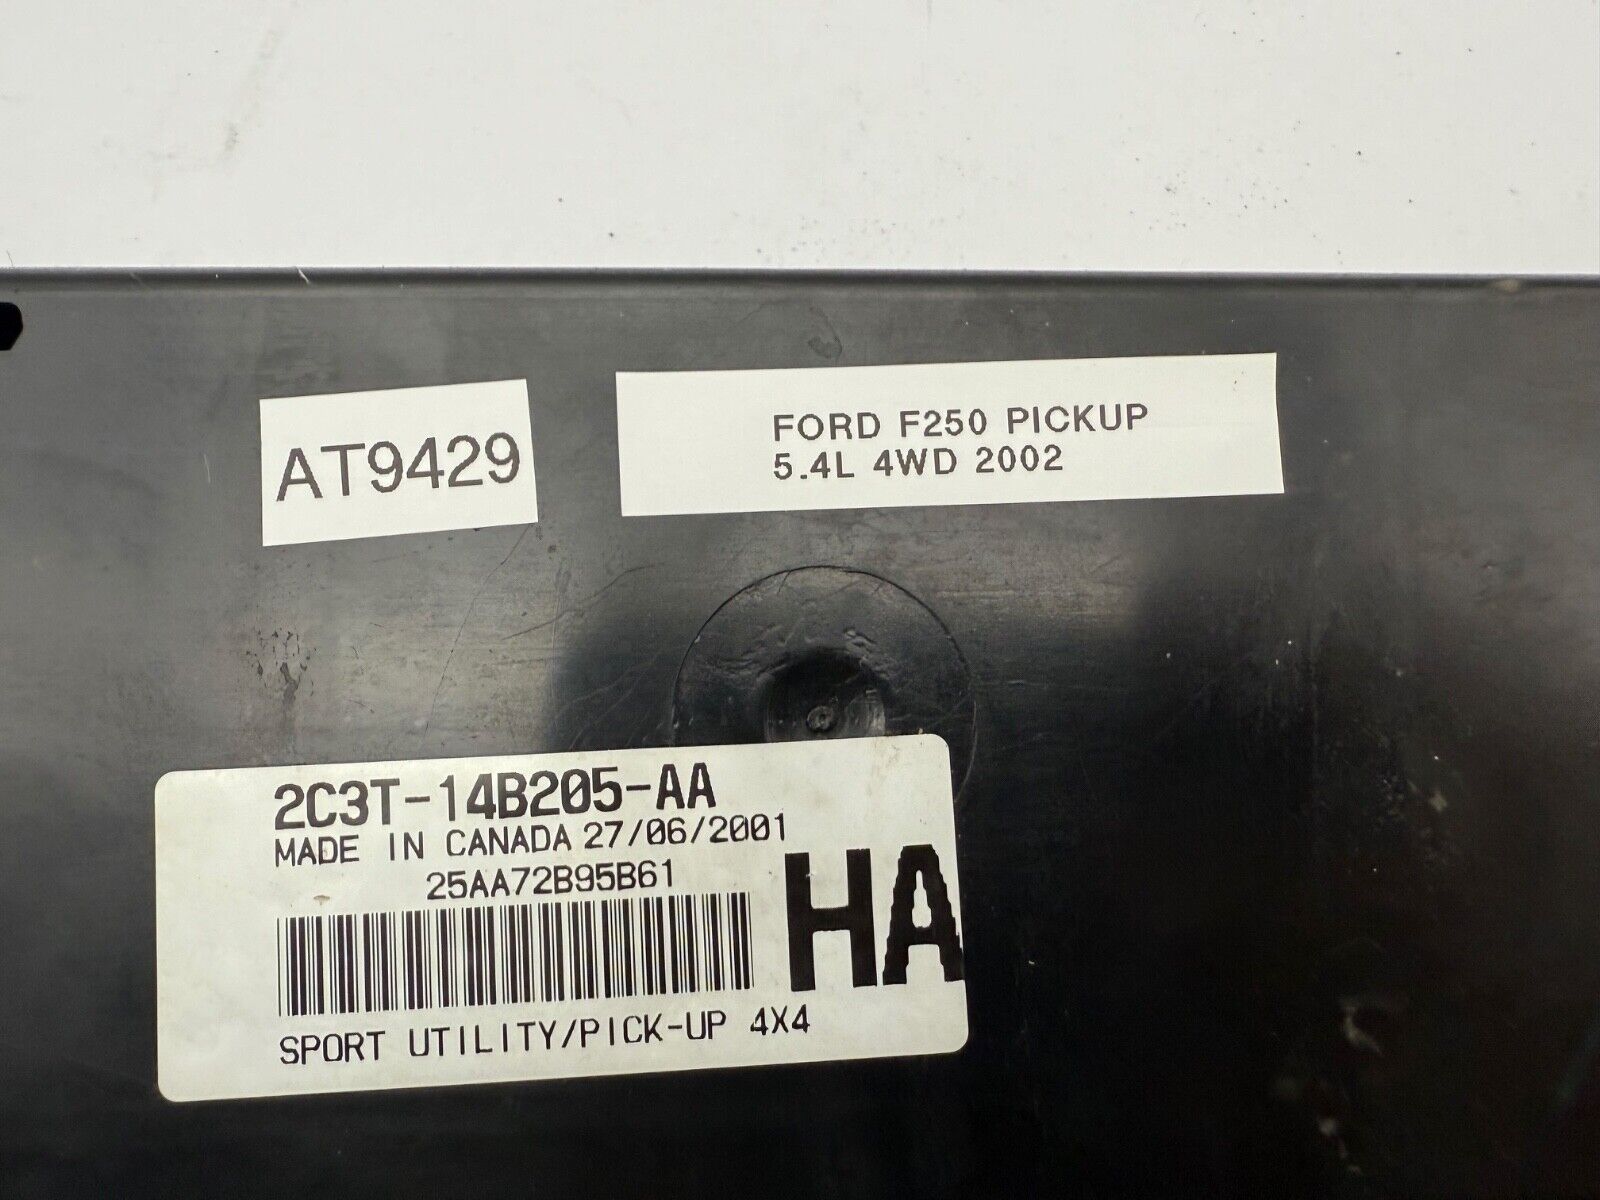 AT9429
FORD F250 PICKUP
5.4L 4WD 2002
2C3T-14B205-AA
MADE IN CANADA 27/06/2001
25AA72B95B61
HA
SPORT UTILITY/PICK-UP 4X4